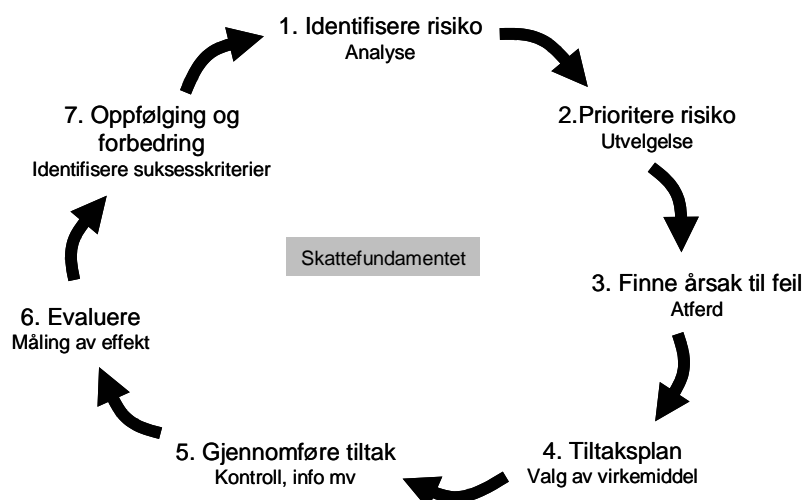 1. Identifisere risiko
Analyse
2.Prioritere risiko
Utvelgelse
3. Finne årsak til feil
Atferd
4. Tiltaksplan
Valg av virkemiddel
5. Gjennomføre tiltak
Kontroll, info mv
6. Evaluere
Måling av effekt
7. Oppfølging og
forbedring
Identifisere suksesskriterier
Skattefundamentet